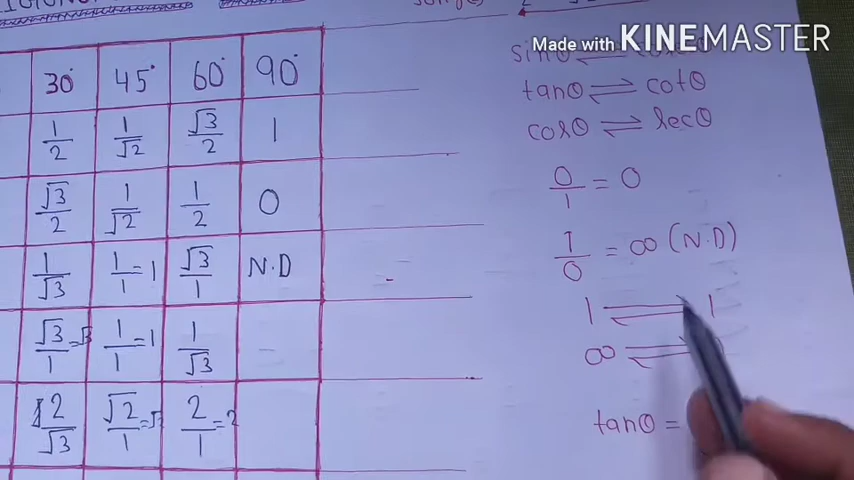 Made with KINEMASTER
sinθ ⇌ cosecθ
tanθ ⇌ cotθ
cosθ ⇌ secθ
0/1 = 0
1/0 = ∞ (N.D)
1 ⇌ 1
∞ ⇌
tanθ =
30° 45° 60° 90°
1/2 1/√2 √3/2 1
√3/2 1/√2 1/2 0
1/√3 1/1=1 √3/1 N.D
√3/1=√3 1/1=1 1/√3
2/√3 √2/1=√2 2/1=2